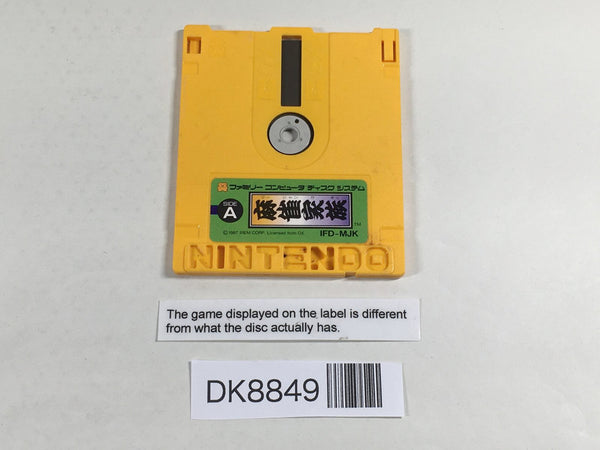 ファミリー コンピュータ ディスク システム
SIDE
A
麻雀家族
TM
©1987 IREM CORP. Licensed from Nintendo
IFD-MJK
NINTENDO
The game displayed on the label is different
from what the disc actually has.
DK8849